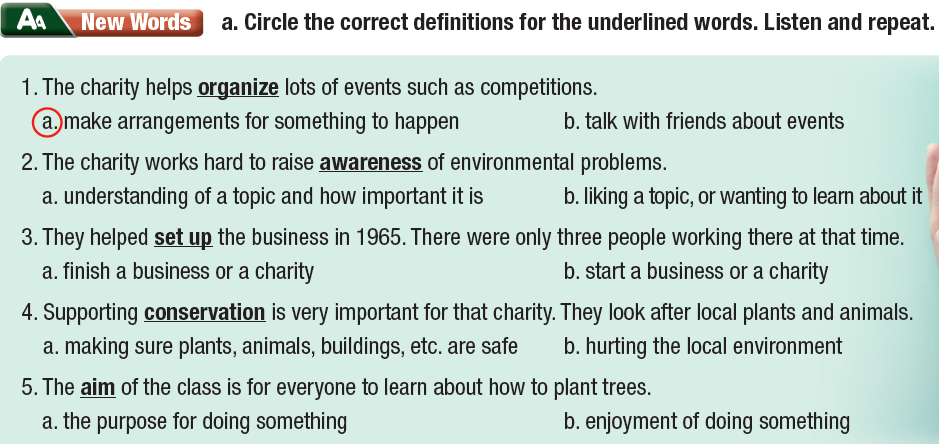 AA New Words a. Circle the correct definitions for the underlined words. Listen and repeat.
1. The charity helps organize lots of events such as competitions.
a. make arrangements for something to happen b. talk with friends about events
2. The charity works hard to raise awareness of environmental problems.
a. understanding of a topic and how important it is b. liking a topic, or wanting to learn about it
3. They helped set up the business in 1965. There were only three people working there at that time.
a. finish a business or a charity b. start a business or a charity
4. Supporting conservation is very important for that charity. They look after local plants and animals.
a. making sure plants, animals, buildings, etc. are safe b. hurting the local environment
5. The aim of the class is for everyone to learn about how to plant trees.
a. the purpose for doing something b. enjoyment of doing something